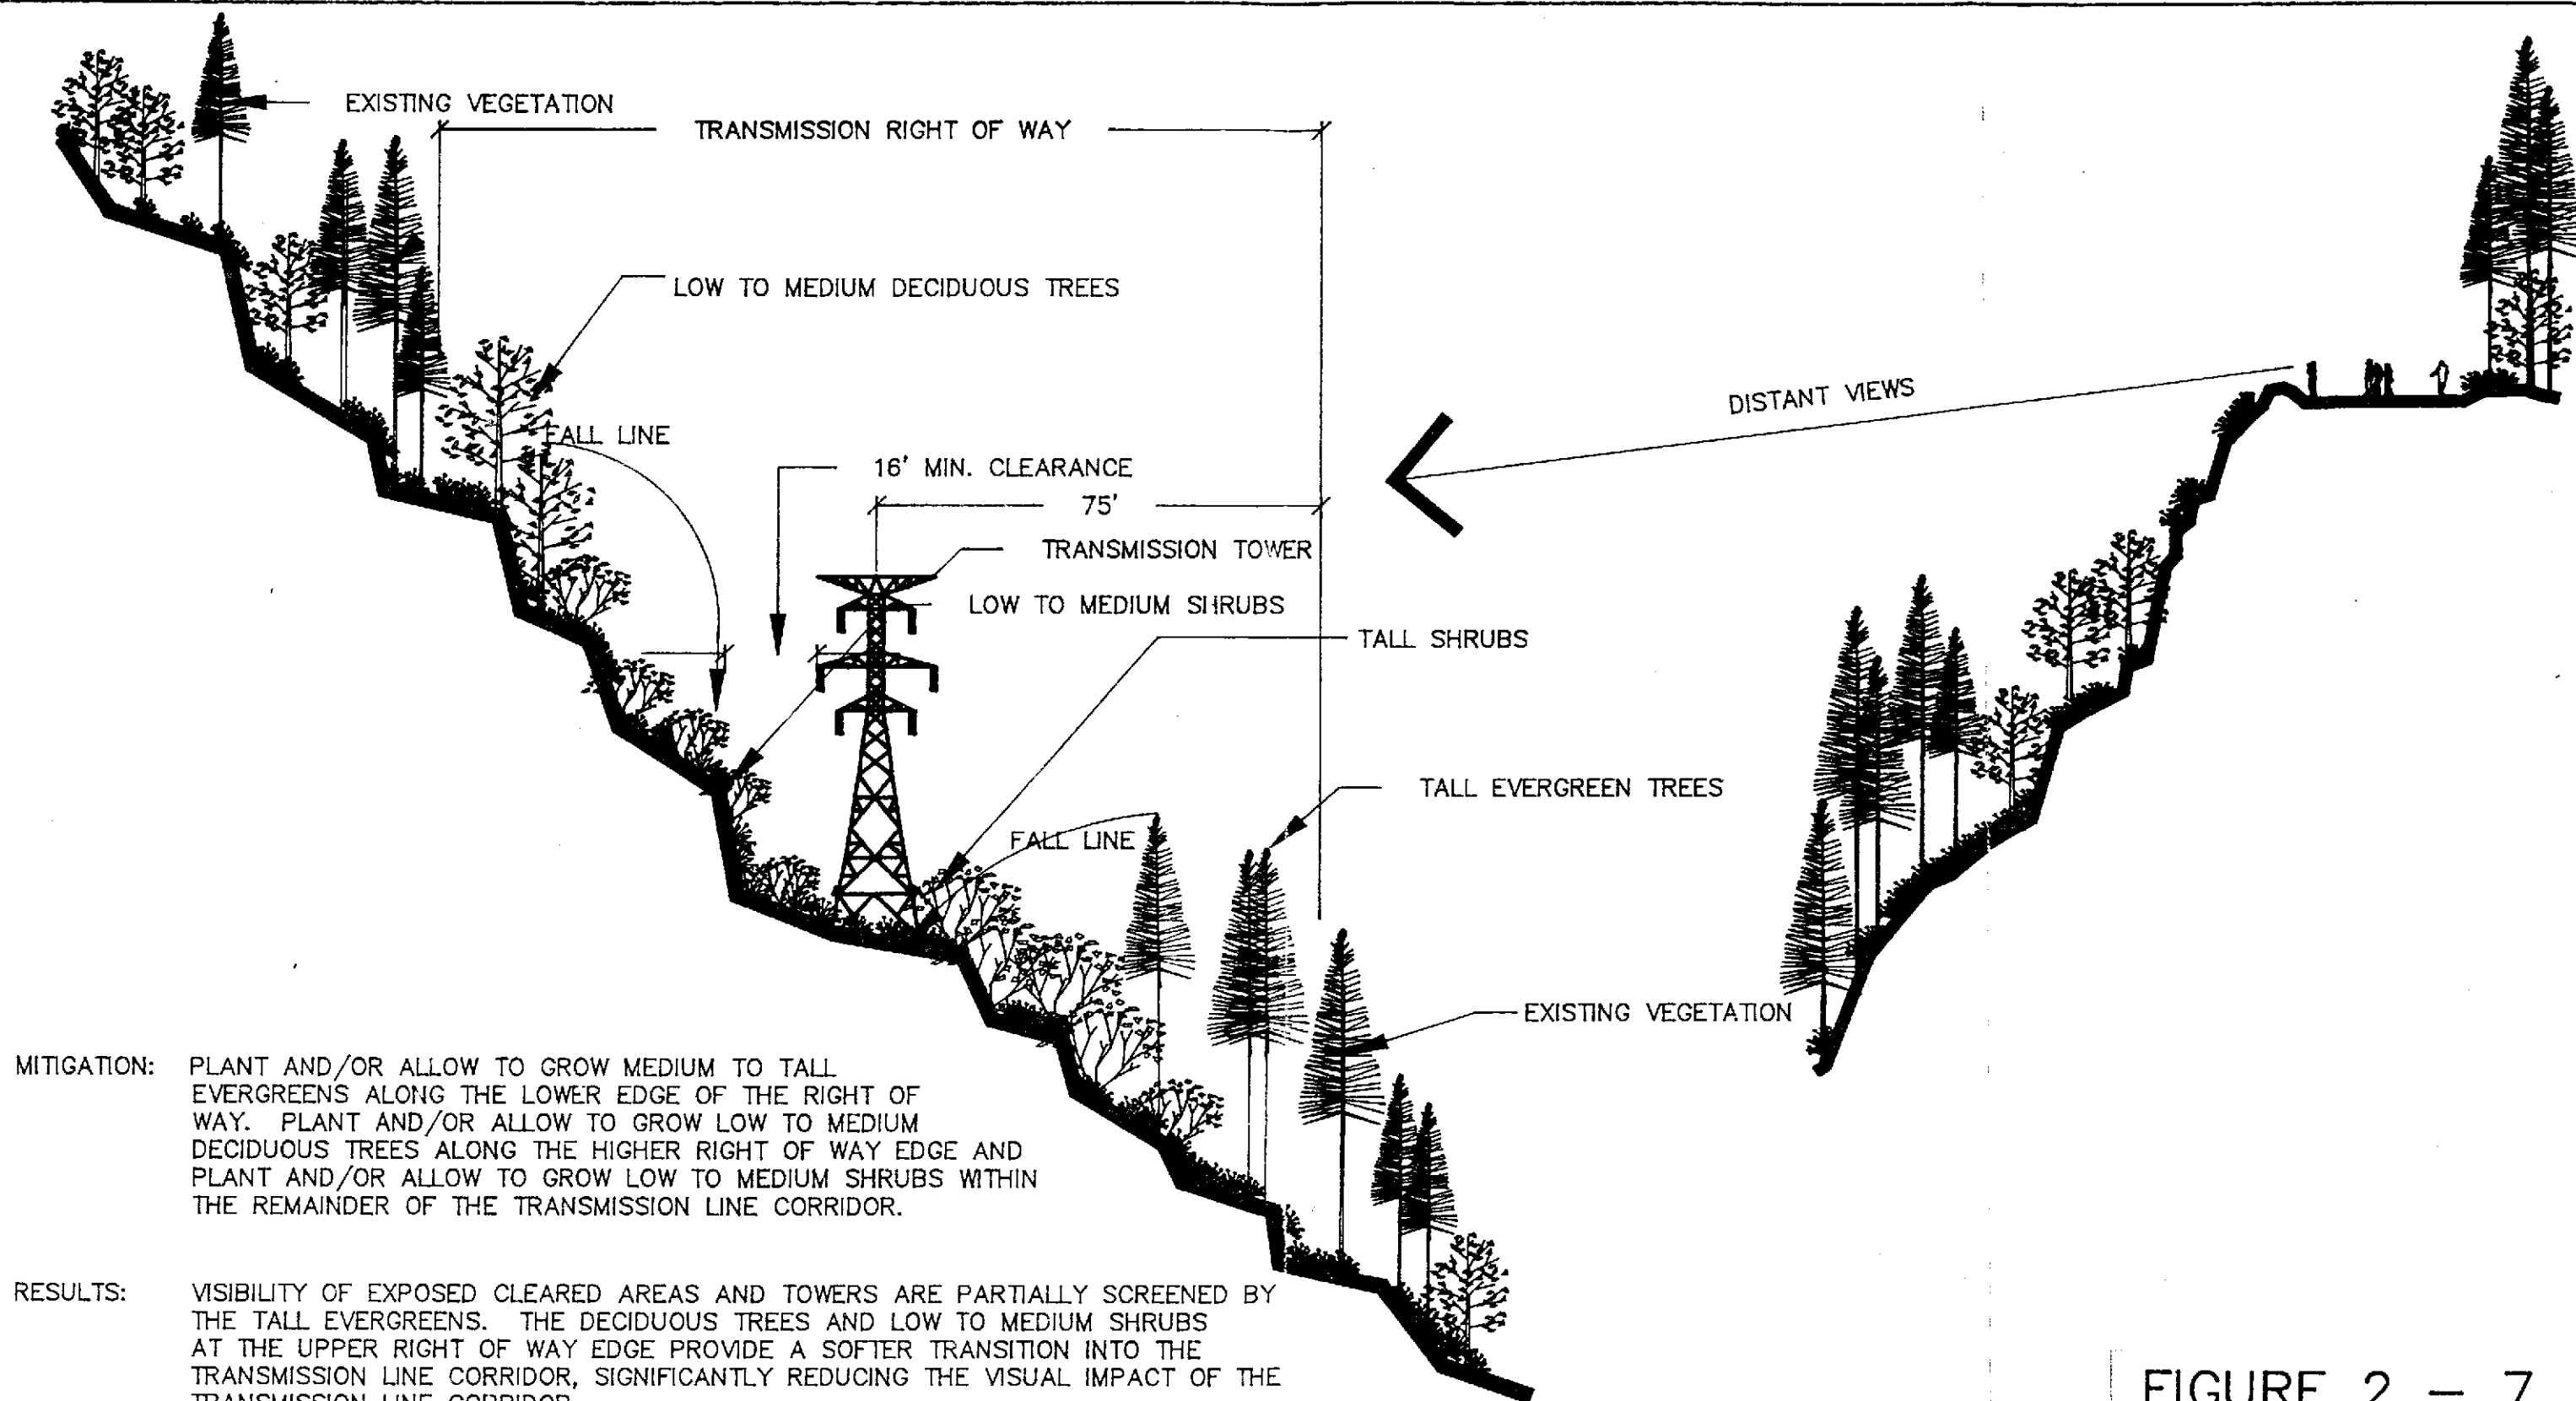 EXISTING VEGETATION
TRANSMISSION RIGHT OF WAY
LOW TO MEDIUM DECIDUOUS TREES
DISTANT VIEWS
FALL LINE
16' MIN. CLEARANCE
75'
TRANSMISSION TOWER
LOW TO MEDIUM SHRUBS
TALL SHRUBS
TALL EVERGREEN TREES
FALL LINE
EXISTING VEGETATION
MITIGATION: PLANT AND/OR ALLOW TO GROW MEDIUM TO TALL
EVERGREENS ALONG THE LOWER EDGE OF THE RIGHT OF
WAY. PLANT AND/OR ALLOW TO GROW LOW TO MEDIUM
DECIDUOUS TREES ALONG THE HIGHER RIGHT OF WAY EDGE AND
PLANT AND/OR ALLOW TO GROW LOW TO MEDIUM SHRUBS WITHIN
THE REMAINDER OF THE TRANSMISSION LINE CORRIDOR.
RESULTS: VISIBILITY OF EXPOSED CLEARED AREAS AND TOWERS ARE PARTIALLY SCREENED BY
THE TALL EVERGREENS. THE DECIDUOUS TREES AND LOW TO MEDIUM SHRUBS
AT THE UPPER RIGHT OF WAY EDGE PROVIDE A SOFTER TRANSITION INTO THE
TRANSMISSION LINE CORRIDOR, SIGNIFICANTLY REDUCING THE VISUAL IMPACT OF THE
TRANSMISSION LINE CORRIDOR.
FIGURE 2 - 7